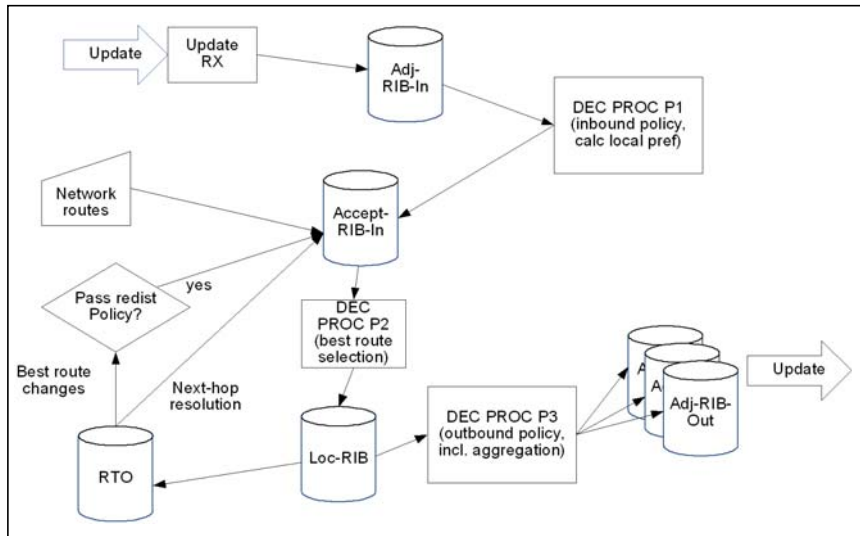 Update
Update
RX
Adj-
RIB-In
DEC PROC P1
(inbound policy,
calc local pref)
Network
routes
Accept-
RIB-In
Pass redist
Policy?
yes
DEC
PROC P2
(best route
selection)
Best route
changes
Next-hop
resolution
RTO
Loc-RIB
DEC PROC P3
(outbound policy,
incl. aggregation)
A
A
Adj-RIB-
Out
Update